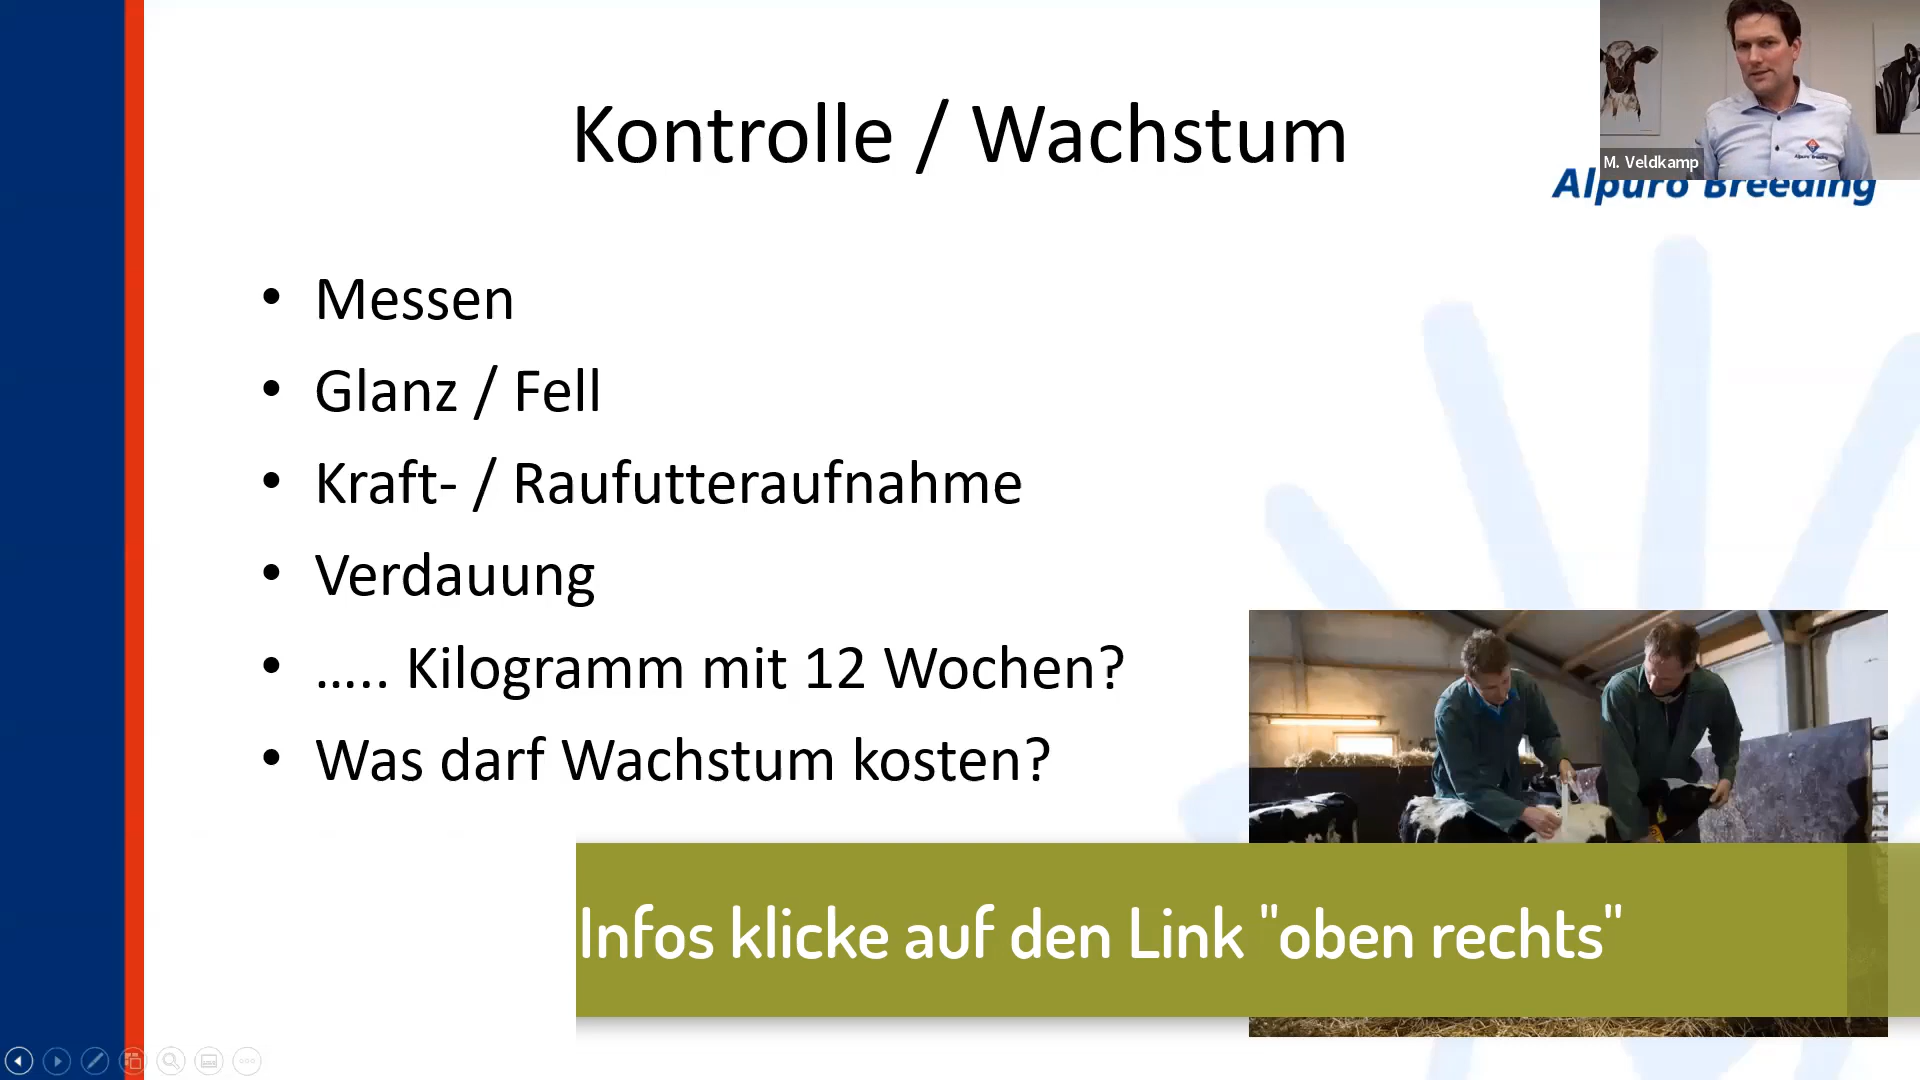 Kontrolle / Wachstum
M. Veldkamp
Alpuro Breeding
• Messen
• Glanz / Fell
• Kraft- / Raufutteraufnahme
• Verdauung
• ..... Kilogramm mit 12 Wochen?
• Was darf Wachstum kosten?
Infos klicke auf den Link "oben rechts"